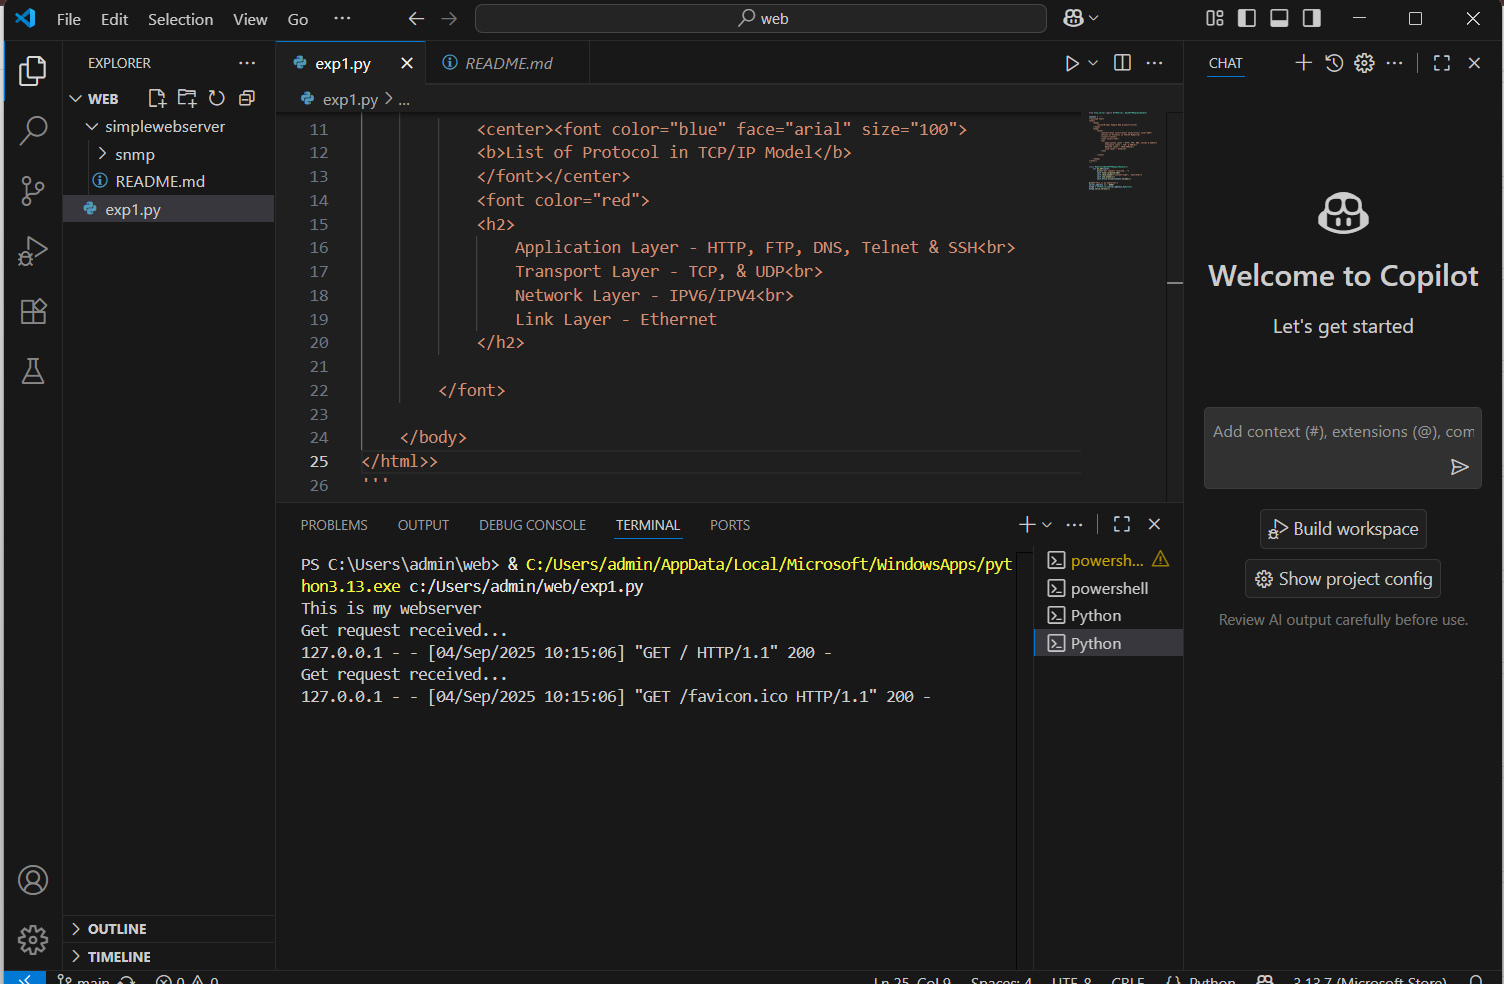 File Edit Selection View Go ···
web
EXPLORER ···
WEB
simplewebserver
snmp
README.md
exp1.py
OUTLINE
TIMELINE
exp1.py
README.md
exp1.py > ...
11 <center><font color="blue" face="arial" size="100">
12 <b>List of Protocol in TCP/IP Model</b>
13 </font></center>
14 <font color="red">
15 <h2>
16 Application Layer - HTTP, FTP, DNS, Telnet & SSH<br>
17 Transport Layer - TCP, & UDP<br>
18 Network Layer - IPV6/IPV4<br>
19 Link Layer - Ethernet
20 </h2>
21
22 </font>
23
24 </body>
25 </html>>
26 '''
PROBLEMS OUTPUT DEBUG CONSOLE TERMINAL PORTS
PS C:\Users\admin\web> & C:/Users/admin/AppData/Local/Microsoft/WindowsApps/pyt
hon3.13.exe c:/Users/admin/web/exp1.py
This is my webserver
Get request received...
127.0.0.1 - - [04/Sep/2025 10:15:06] "GET / HTTP/1.1" 200 -
Get request received...
127.0.0.1 - - [04/Sep/2025 10:15:06] "GET /favicon.ico HTTP/1.1" 200 -
powersh...
powershell
Python
Python
CHAT
Welcome to Copilot
Let's get started
Add context (#), extensions (@), com
Build workspace
Show project config
Review AI output carefully before use.
main 0 0 Ln 25, Col 9 Spaces: 4 UTF-8 CRLF {} Python 3.13.7 (Microsoft Store)